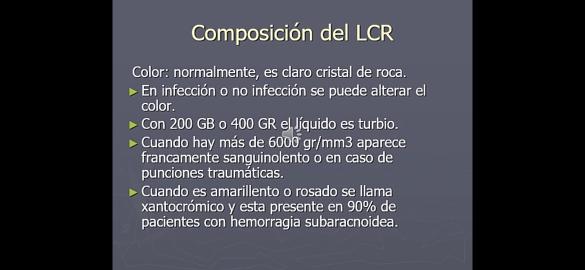 Composición del LCR
Color: normalmente, es claro cristal de roca.
► En infección o no infección se puede alterar el
color.
► Con 200 GB o 400 GR el líquido es turbio.
► Cuando hay más de 6000 gr/mm3 aparece
francamente sanguinolento o en caso de
punciones traumáticas.
► Cuando es amarillento o rosado se llama
xantocrómico y esta presente en 90% de
pacientes con hemorragia subaracnoidea.